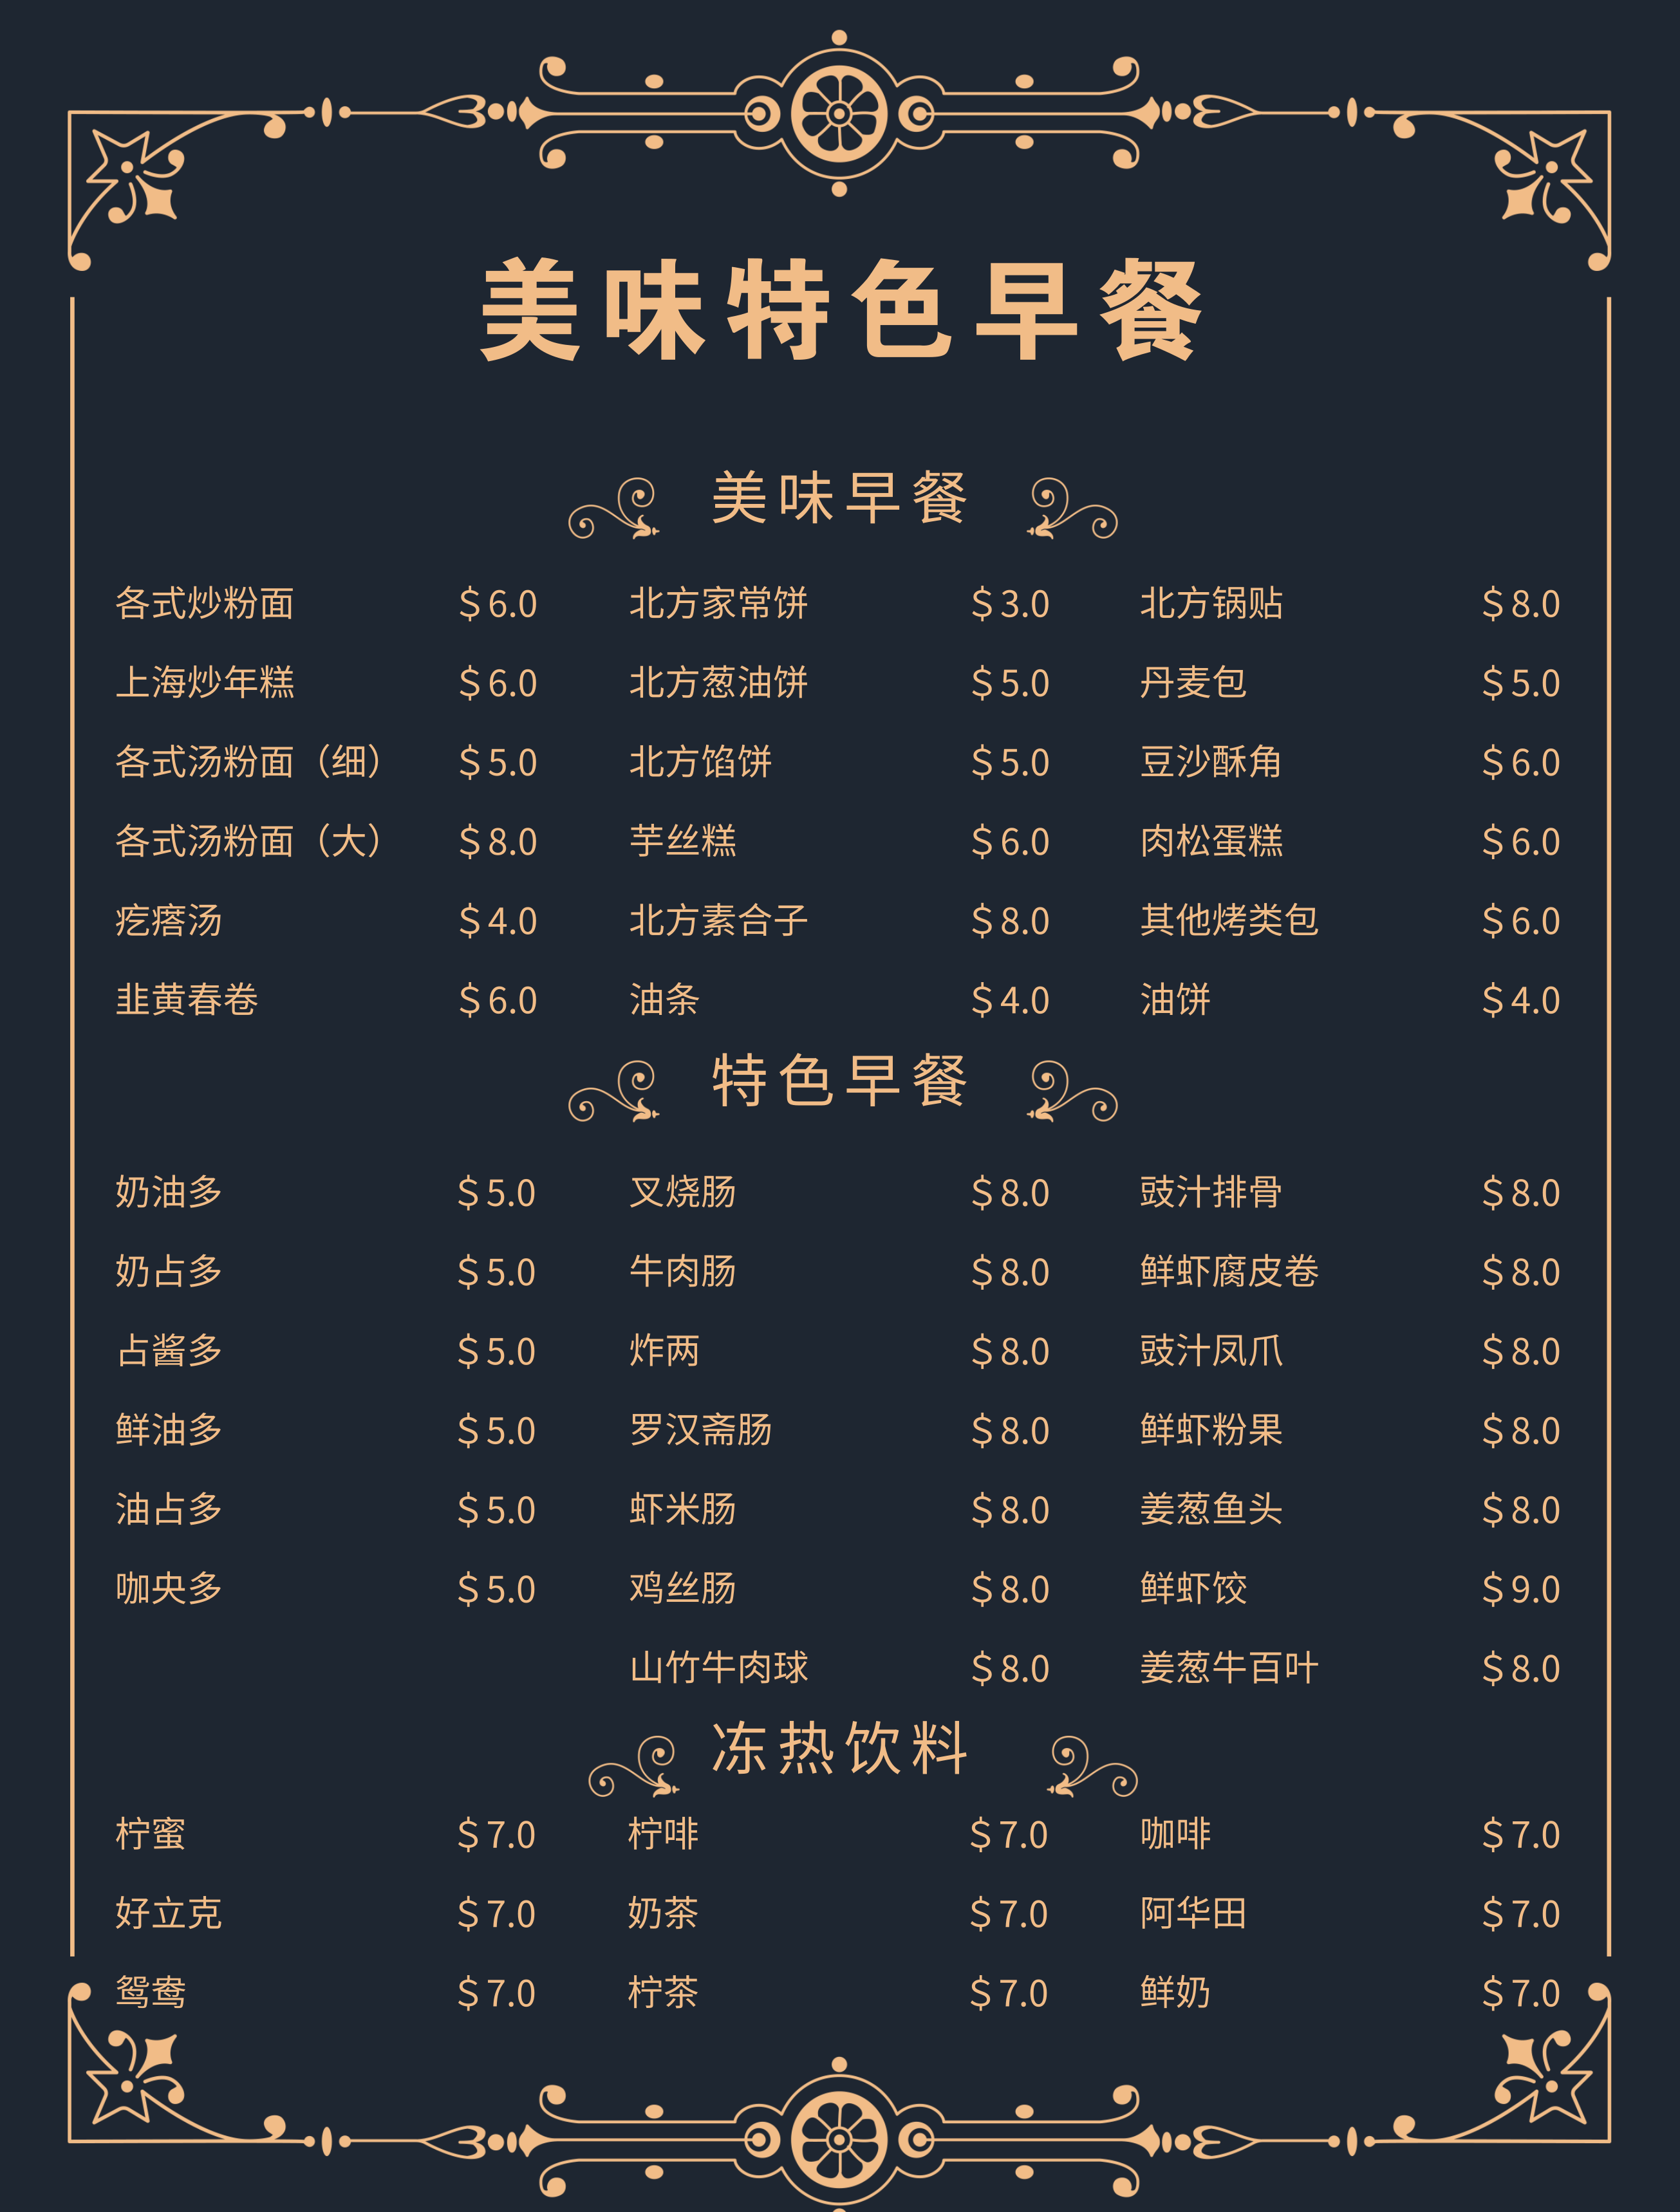 美味特色早餐
美味早餐
各式炒粉面 $6.0 北方家常饼 $3.0 北方锅贴 $8.0
上海炒年糕 $6.0 北方葱油饼 $5.0 丹麦包 $5.0
各式汤粉面（细） $5.0 北方馅饼 $5.0 豆沙酥角 $6.0
各式汤粉面（大） $8.0 芋丝糕 $6.0 肉松蛋糕 $6.0
疙瘩汤 $4.0 北方素合子 $8.0 其他烤类包 $6.0
韭黄春卷 $6.0 油条 $4.0 油饼 $4.0
特色早餐
奶油多 $5.0 叉烧肠 $8.0 豉汁排骨 $8.0
奶占多 $5.0 牛肉肠 $8.0 鲜虾腐皮卷 $8.0
占酱多 $5.0 炸两 $8.0 豉汁凤爪 $8.0
鲜油多 $5.0 罗汉斋肠 $8.0 鲜虾粉果 $8.0
油占多 $5.0 虾米肠 $8.0 姜葱鱼头 $8.0
咖央多 $5.0 鸡丝肠 $8.0 鲜虾饺 $9.0
山竹牛肉球 $8.0 姜葱牛百叶 $8.0
冻热饮料
柠蜜 $7.0 柠啡 $7.0 咖啡 $7.0
好立克 $7.0 奶茶 $7.0 阿华田 $7.0
鸳鸯 $7.0 柠茶 $7.0 鲜奶 $7.0